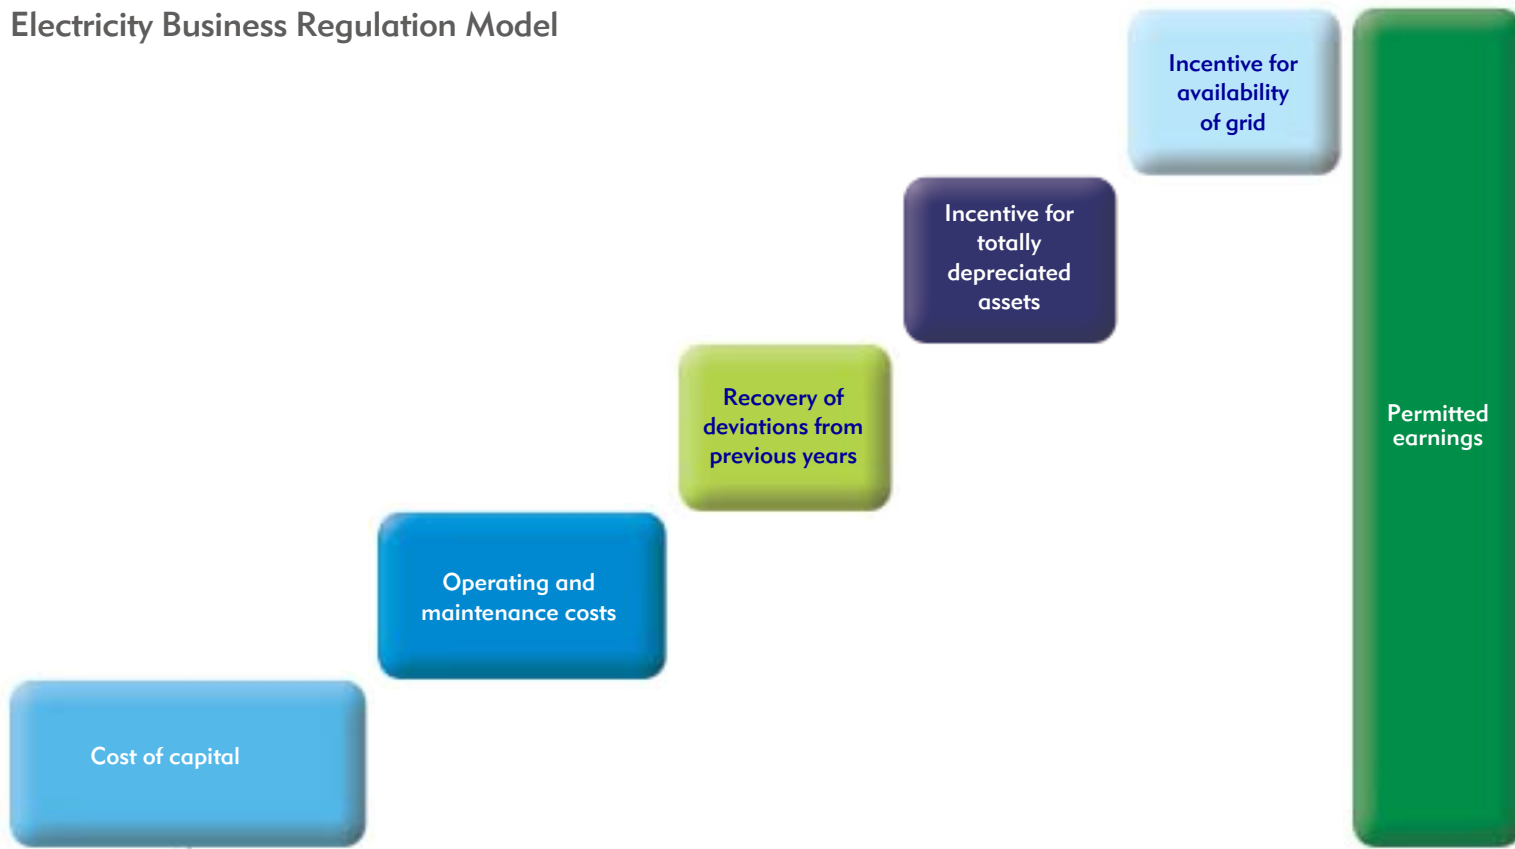 Electricity Business Regulation Model
Incentive for
availability
of grid
Incentive for
totally
depreciated
assets
Recovery of
deviations from
previous years
Permitted
earnings
Operating and
maintenance costs
Cost of capital